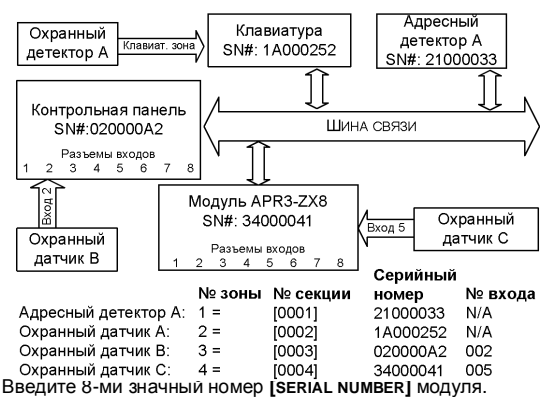 Охранный
детектор А
Клавиат. зона
Клавиатура
SN#: 1A000252
Адресный
детектор А
SN#: 21000033
Контрольная панель
SN#:020000A2
Разъемы входов
1 2 3 4 5 6 7 8
ШИНА СВЯЗИ
Вход 2
Охранный
датчик В
Модуль APR3-ZX8
SN#: 34000041
Разъемы входов
1 2 3 4 5 6 7 8
Вход 5
Охранный
датчик С
№ зоны № секции Серийный номер № входа
Адресный детектор А: 1 = [0001] 21000033 N/A
Охранный датчик А: 2 = [0002] 1A000252 N/A
Охранный датчик В: 3 = [0003] 020000A2 002
Охранный датчик С: 4 = [0004] 34000041 005
Введите 8-ми значный номер [SERIAL NUMBER] модуля.